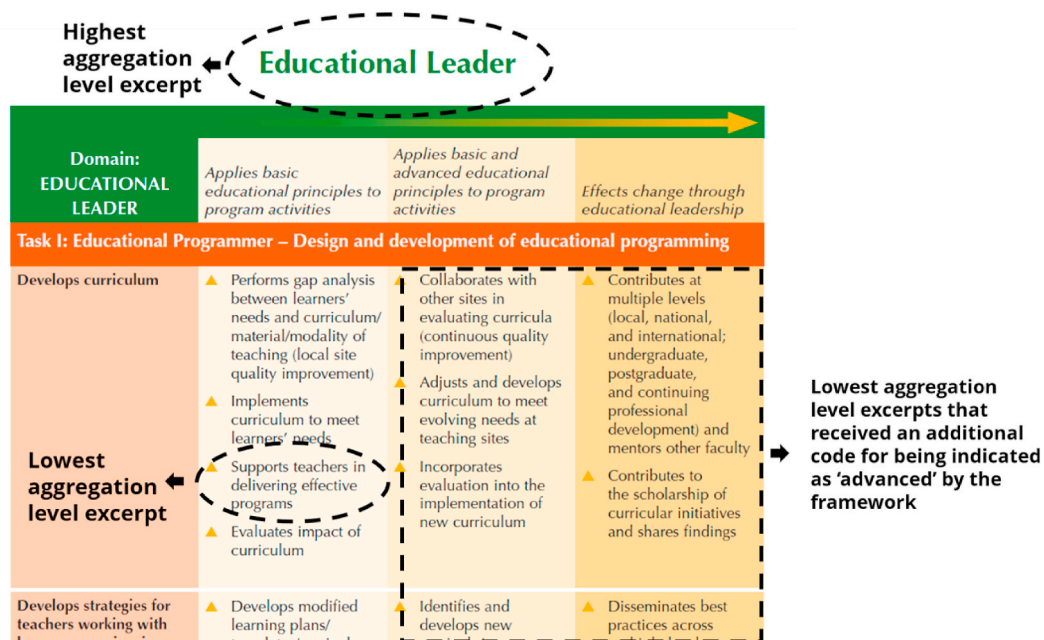 Highest
aggregation
level excerpt
Educational Leader
Domain:
EDUCATIONAL
LEADER
Applies basic
educational principles to
program activities
Applies basic and
advanced educational
principles to program
activities
Effects change through
educational leadership
Task I: Educational Programmer – Design and development of educational programming
Develops curriculum
Performs gap analysis
between learners’
needs and curriculum/
material/modality of
teaching (local site
quality improvement)
Implements
curriculum to meet
learners’ needs
Supports teachers in
delivering effective
programs
Evaluates impact of
curriculum
Collaborates with
other sites in
evaluating curricula
(continuous quality
improvement)
Adjusts and develops
curriculum to meet
evolving needs at
teaching sites
Incorporates
evaluation into the
implementation of
new curriculum
Contributes at
multiple levels
(local, national,
and international;
undergraduate,
postgraduate,
and continuing
professional
development) and
mentors other faculty
Contributes to
the scholarship of
curricular initiatives
and shares findings
Lowest
aggregation
level excerpt
Lowest aggregation
level excerpts that
received an additional
code for being indicated
as ‘advanced’ by the
framework
Develops strategies for
teachers working with
Develops modified
learning plans/
Identifies and
develops new
Disseminates best
practices across